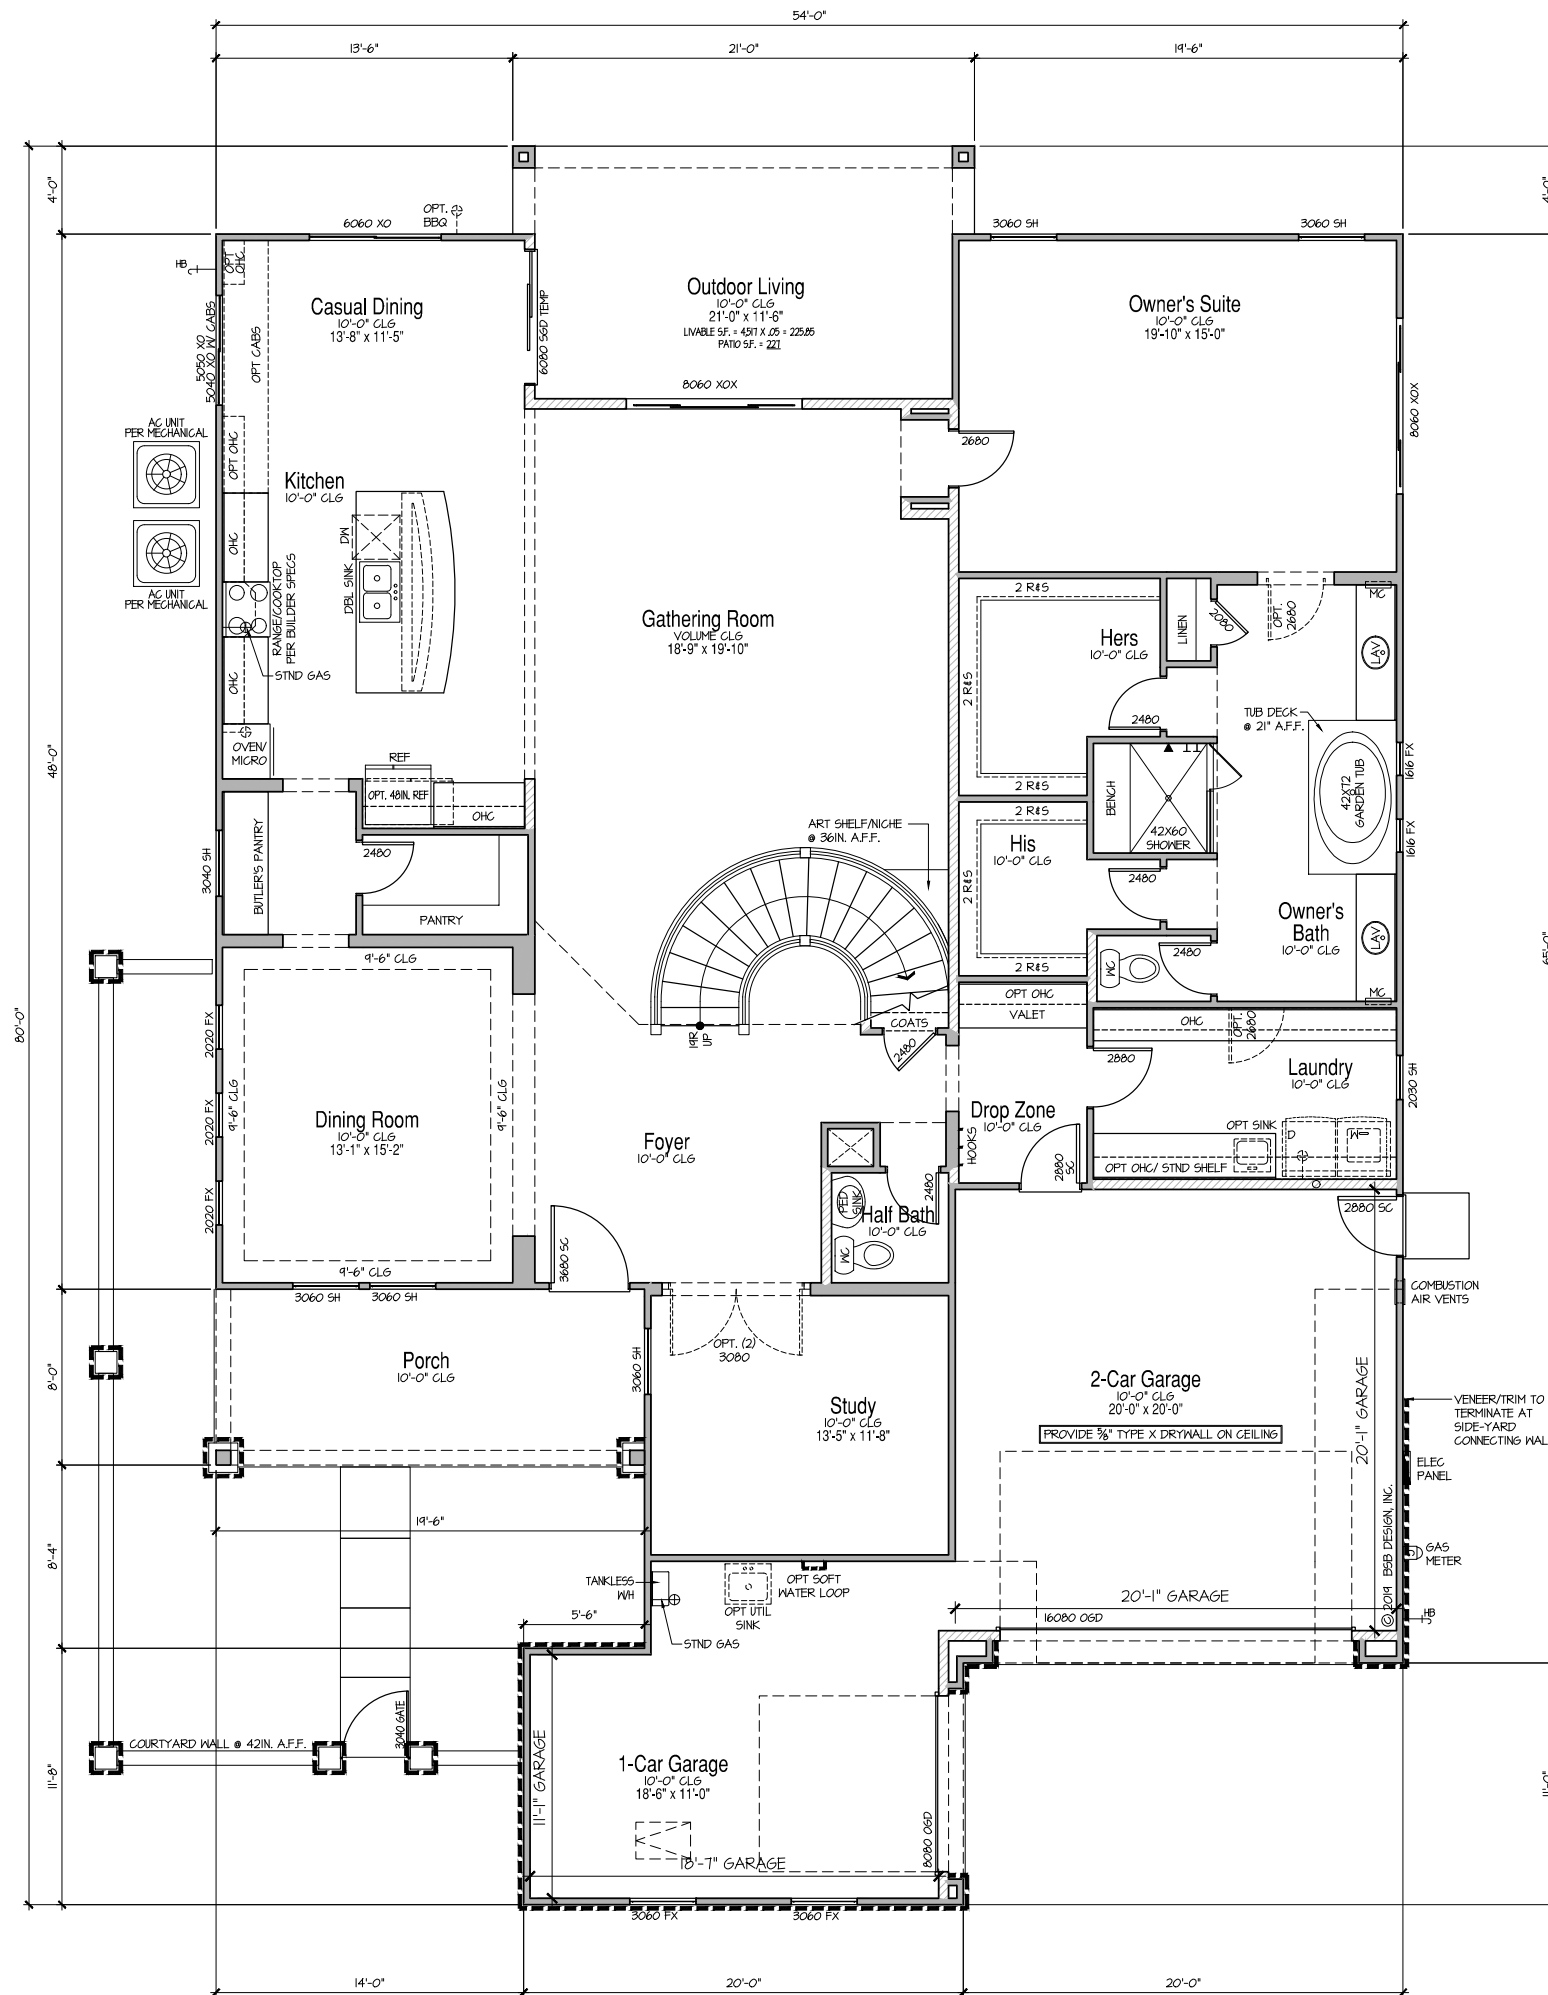 54'-0"
13'-6"
21'-0"
19'-6"
4'-0"
4'-0"
6060 XO
OPT.
BBQ
3060 SH
3060 SH
HB
OPT
OHC
Casual Dining
10'-0" CLG
13'-8" x 11'-5"
6080 SGD TEMP
Outdoor Living
10'-0" CLG
21'-0" x 11'-6"
LIVABLE S.F. = 4,517 X .05 = 225.85
PATIO S.F. = 227
Owner's Suite
10'-0" CLG
19'-10" x 15'-0"
5050 XO
5040 XO W/ CABS
OPT CABS
8060 XOX
8060 XOX
AC UNIT
PER MECHANICAL
OPT OHC
2680
Kitchen
10'-0" CLG
OHC
DW
DBL SINK
AC UNIT
PER MECHANICAL
RANGE/COOKTOP
PER BUILDER SPECS
STND GAS
OHC
OVEN/
MICRO
REF
OPT. 48IN. REF
OHC
Gathering Room
VOLUME CLG
18'-9" x 19'-10"
2 R&S
Hers
10'-0" CLG
2 R&S
2 R&S
LINEN
2080
OPT.
2680
MC
LAV
2480
TUB DECK
@ 21" A.F.F.
BENCH
42X60
SHOWER
42X72
GARDEN TUB
1616 FX
1616 FX
48'-0"
3040 SH
BUTLER'S PANTRY
2480
PANTRY
ART SHELF/NICHE
@ 36IN. A.F.F.
2 R&S
His
10'-0" CLG
2 R&S
2 R&S
2480
Owner's
Bath
10'-0" CLG
LAV
2480
WC
MC
65'-0"
80'-0"
9'-6" CLG
2020 FX
9'-6" CLG
2020 FX
9'-6" CLG
2020 FX
Dining Room
10'-0" CLG
13'-1" x 15'-2"
9'-6" CLG
3060 SH
3060 SH
19R
UP
COATS
2480
OPT OHC
VALET
OHC
OPT.
2680
2880
Laundry
10'-0" CLG
2030 SH
Drop Zone
10'-0" CLG
HOOKS
OPT SINK
D
W
OPT OHC/ STND SHELF
2880
SC
Foyer
10'-0" CLG
PED
SINK
2480
Half Bath
10'-0" CLG
WC
3680 SC
2880 SC
COMBUSTION
AIR VENTS
8'-0"
Porch
10'-0" CLG
3060 SH
OPT. (2)
3080
Study
10'-0" CLG
13'-5" x 11'-8"
2-Car Garage
10'-0" CLG
20'-0" x 20'-0"
PROVIDE 5/8" TYPE X DRYWALL ON CEILING
20'-1" GARAGE
VENEER/TRIM TO
TERMINATE AT
SIDE-YARD
CONNECTING WAL
ELEC
PANEL
© 2019 BSB DESIGN, INC.
GAS
METER
HB
8'-4"
19'-6"
TANKLESS
W/H
OPT UTIL
SINK
OPT SOFT
WATER LOOP
20'-1" GARAGE
16080 OGD
5'-6"
STND GAS
3040 GATE
COURTYARD WALL @ 42IN. A.F.F.
11'-8"
11'-1" GARAGE
1-Car Garage
10'-0" CLG
18'-6" x 11'-0"
8080 OGD
18'-7" GARAGE
11'-0"
3060 FX
3060 FX
14'-0"
20'-0"
20'-0"